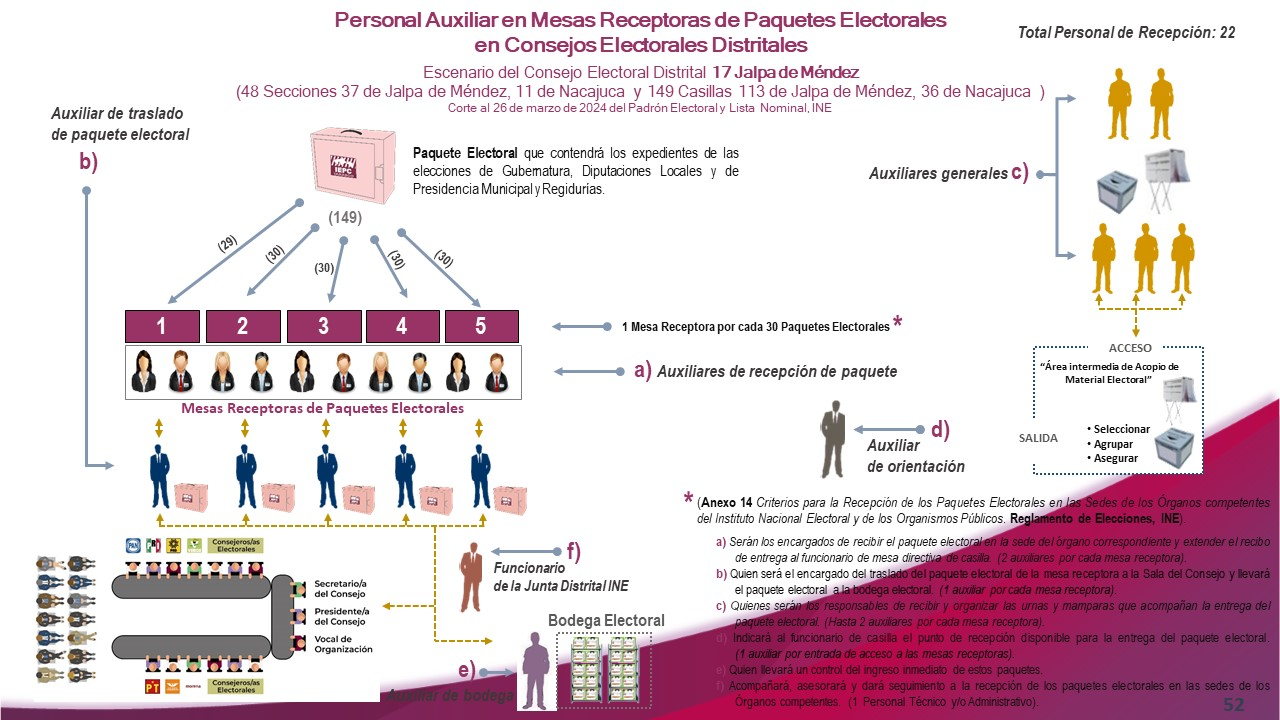 Personal Auxiliar en Mesas Receptoras de Paquetes Electorales
en Consejos Electorales Distritales
Escenario del Consejo Electoral Distrital 17 Jalpa de Méndez
(48 Secciones 37 de Jalpa de Méndez, 11 de Nacajuca y 149 Casillas 113 de Jalpa de Méndez, 36 de Nacajuca )
Corte al 26 de marzo de 2024 del Padrón Electoral y Lista Nominal, INE
Total Personal de Recepción: 22
Auxiliar de traslado
de paquete electoral
b)
IEPC
Paquete Electoral que contendrá los expedientes de las
elecciones de Gubernatura, Diputaciones Locales y de
Presidencia Municipal y Regidurías.
Auxiliares generales c)
(149)
(29)
(30)
(30)
(30)
(30)
1 2 3 4 5
1 Mesa Receptora por cada 30 Paquetes Electorales *
a) Auxiliares de recepción de paquete
Mesas Receptoras de Paquetes Electorales
ACCESO
“Área intermedia de Acopio de
Material Electoral”
SALIDA
• Seleccionar
• Agrupar
• Asegurar
d)
Auxiliar
de orientación
* (Anexo 14 Criterios para la Recepción de los Paquetes Electorales en las Sedes de los Órganos competentes
del Instituto Nacional Electoral y de los Organismos Públicos. Reglamento de Elecciones, INE).
a) Serán los encargados de recibir el paquete electoral en la sede del órgano correspondiente y extender el recibo
de entrega al funcionario de mesa directiva de casilla. (2 auxiliares por cada mesa receptora).
b) Quien será el encargado del traslado del paquete electoral de la mesa receptora a la Sala del Consejo y llevará
el paquete electoral a la bodega electoral. (1 auxiliar por cada mesa receptora).
c) Quienes serán los responsables de recibir y organizar las urnas y mamparas que acompañan la entrega del
paquete electoral. (Hasta 2 auxiliares por cada mesa receptora).
d) Indicará al funcionario de casilla el punto de recepción disponible para la entrega del paquete electoral.
(1 auxiliar por entrada de acceso a las mesas receptoras).
e) Quien llevará un control del ingreso inmediato de estos paquetes.
f) Acompañará, asesorará y dará seguimiento a la recepción de los paquetes electorales en las sedes de los
Órganos competentes. (1 Personal Técnico y/o Administrativo).
f)
Funcionario
de la Junta Distrital INE
PAN PRI PRD VERDE
Consejeros/as
Electorales
Secretario/a
del Consejo
Presidente/a
del Consejo
Vocal de
Organización
PT morena
Consejeros/as
Electorales
Bodega Electoral
e)
Auxiliar de bodega
52